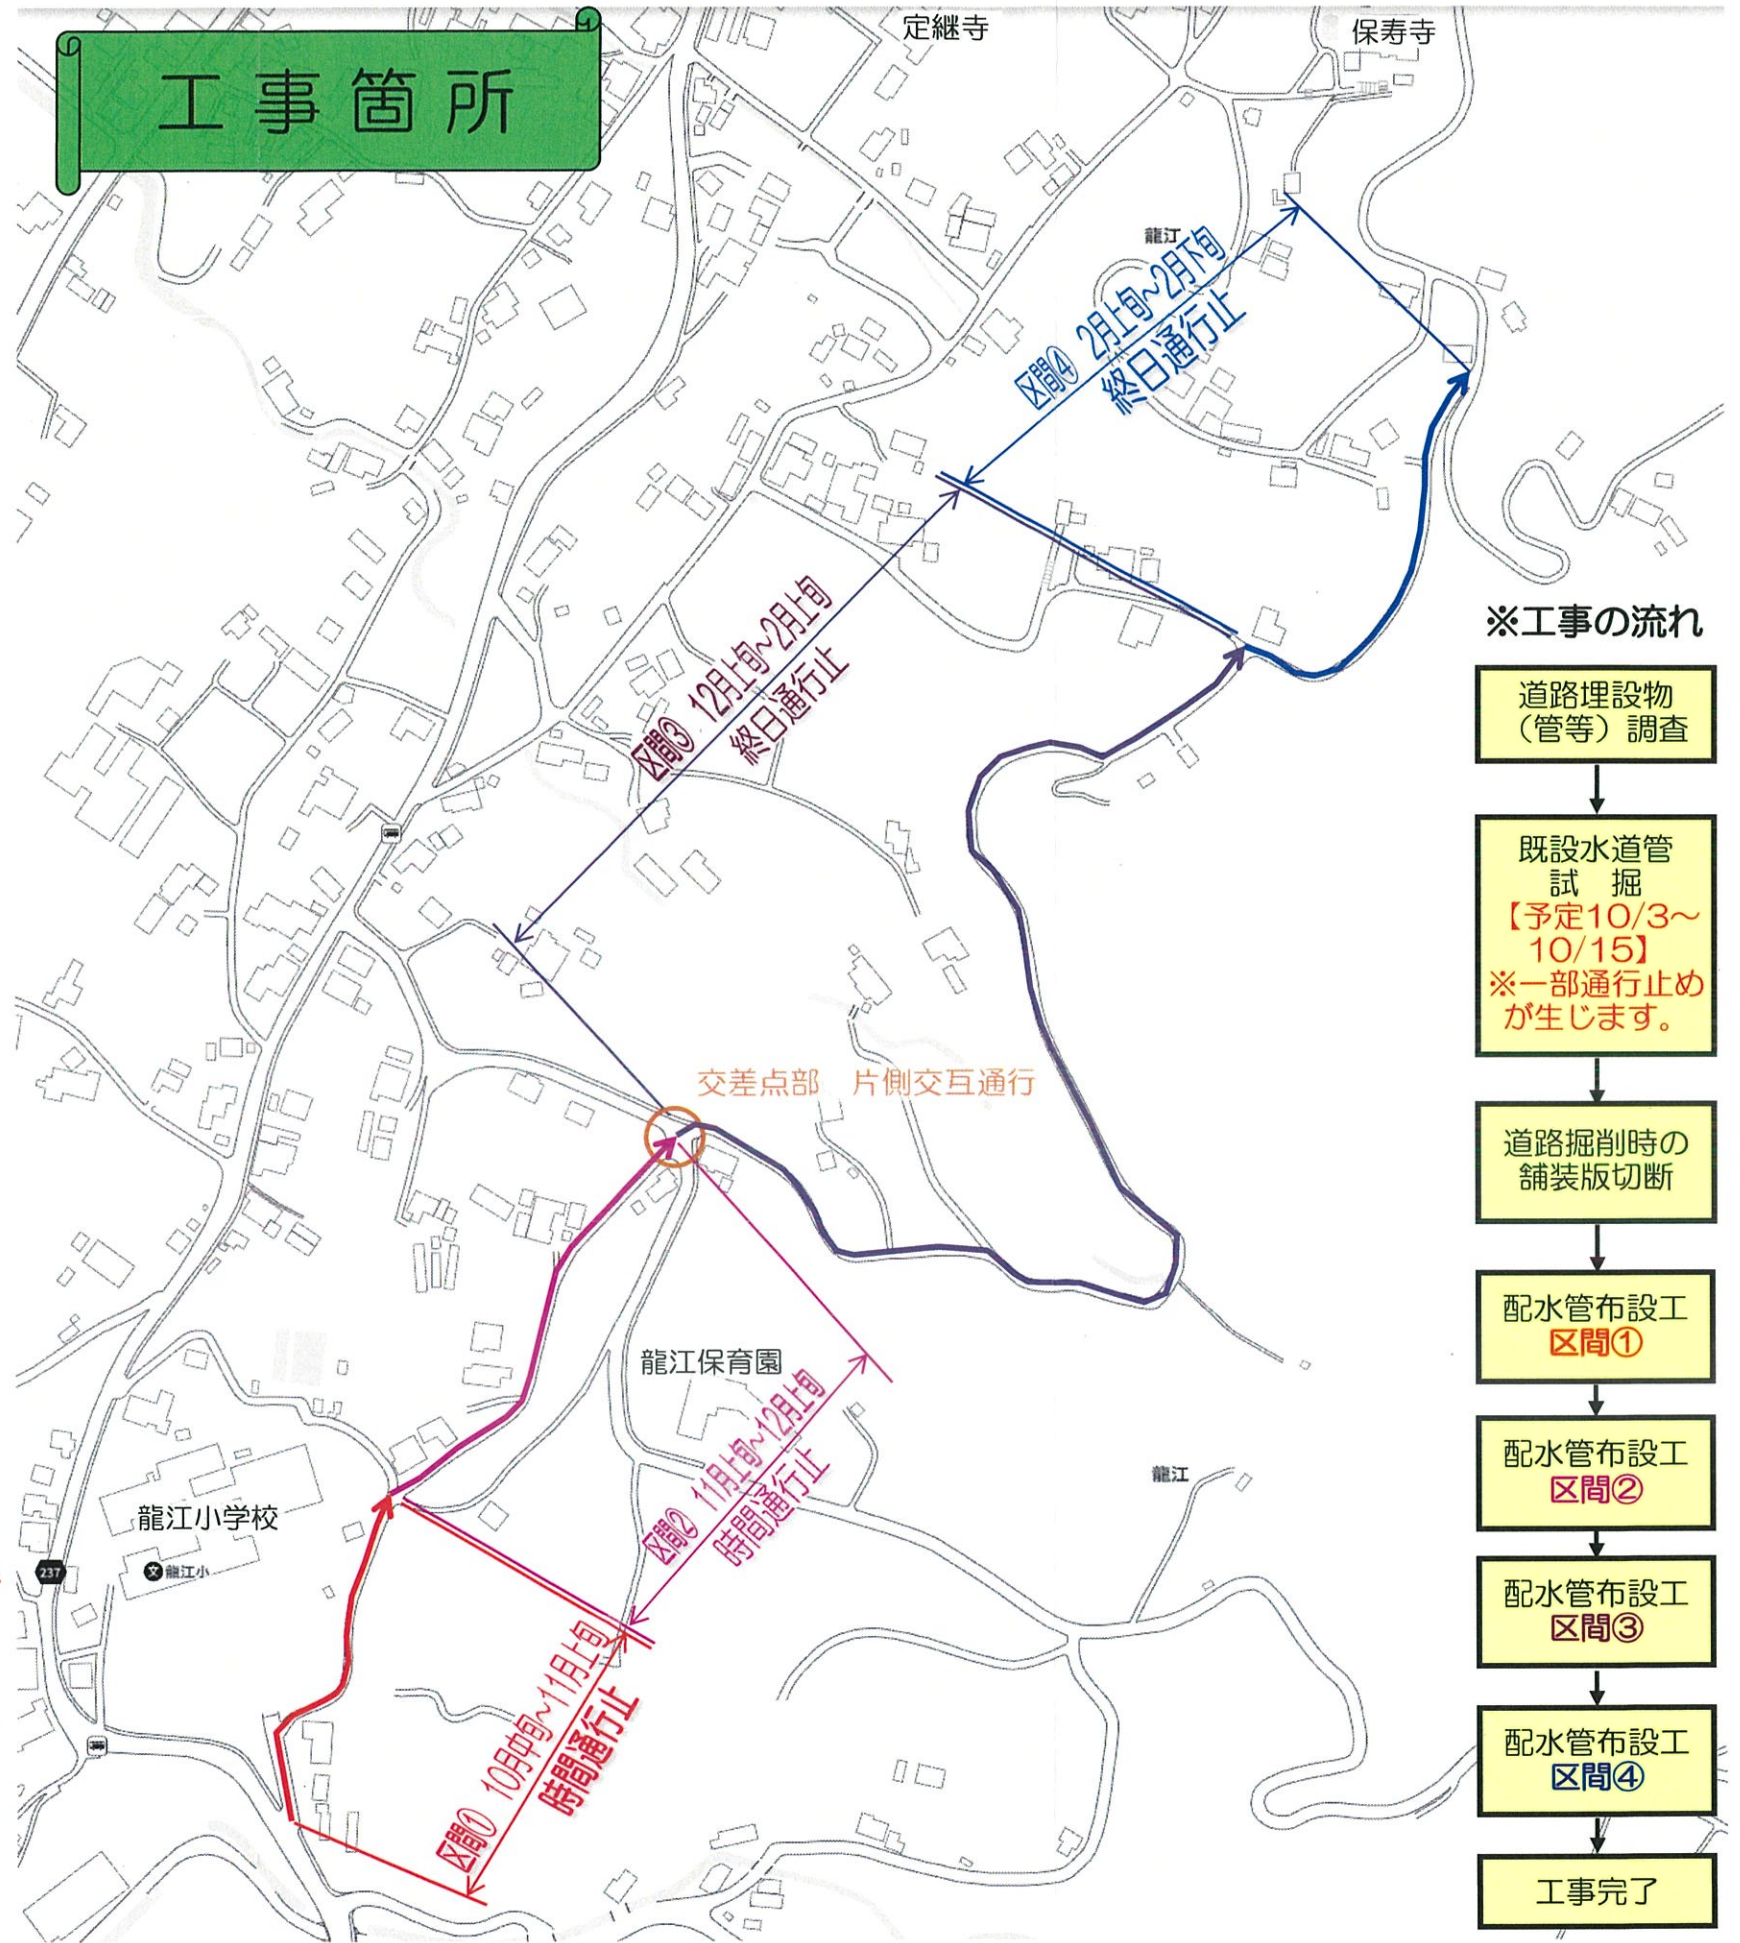 工事箇所
定継寺
保寿寺
龍江
区間④ 2月上旬~2月下旬
終日通行止
区間③ 12月上旬~2月上旬
終日通行止
交差点部 片側交互通行
龍江保育園
区間② 11月上旬~12月上旬
時間通行止
龍江
龍江小学校
龍江小
237
区間① 10月中旬~11月上旬
時間通行止
※工事の流れ
道路埋設物
(管等)調査
既設水道管
試 掘
【予定10/3~
10/15】
※一部通行止め
が生じます。
道路掘削時の
舗装版切断
配水管布設工
区間①
配水管布設工
区間②
配水管布設工
区間③
配水管布設工
区間④
工事完了